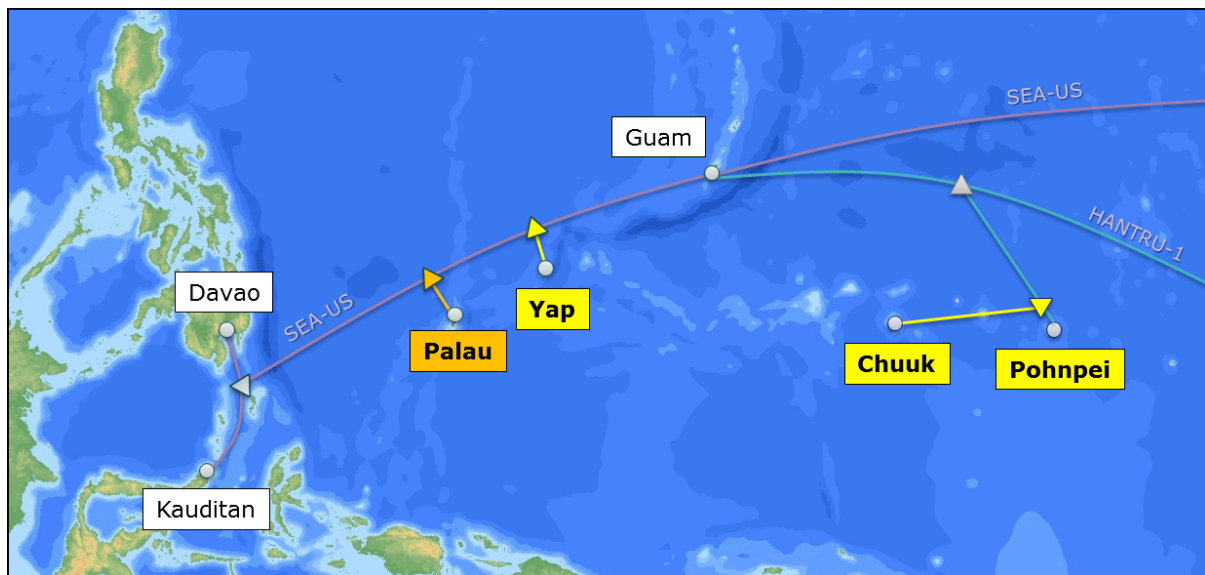 SEA-US
Guam
HANTRU-1
Davao
SEA-US
Yap
Palau
Chuuk
Pohnpei
Kauditan